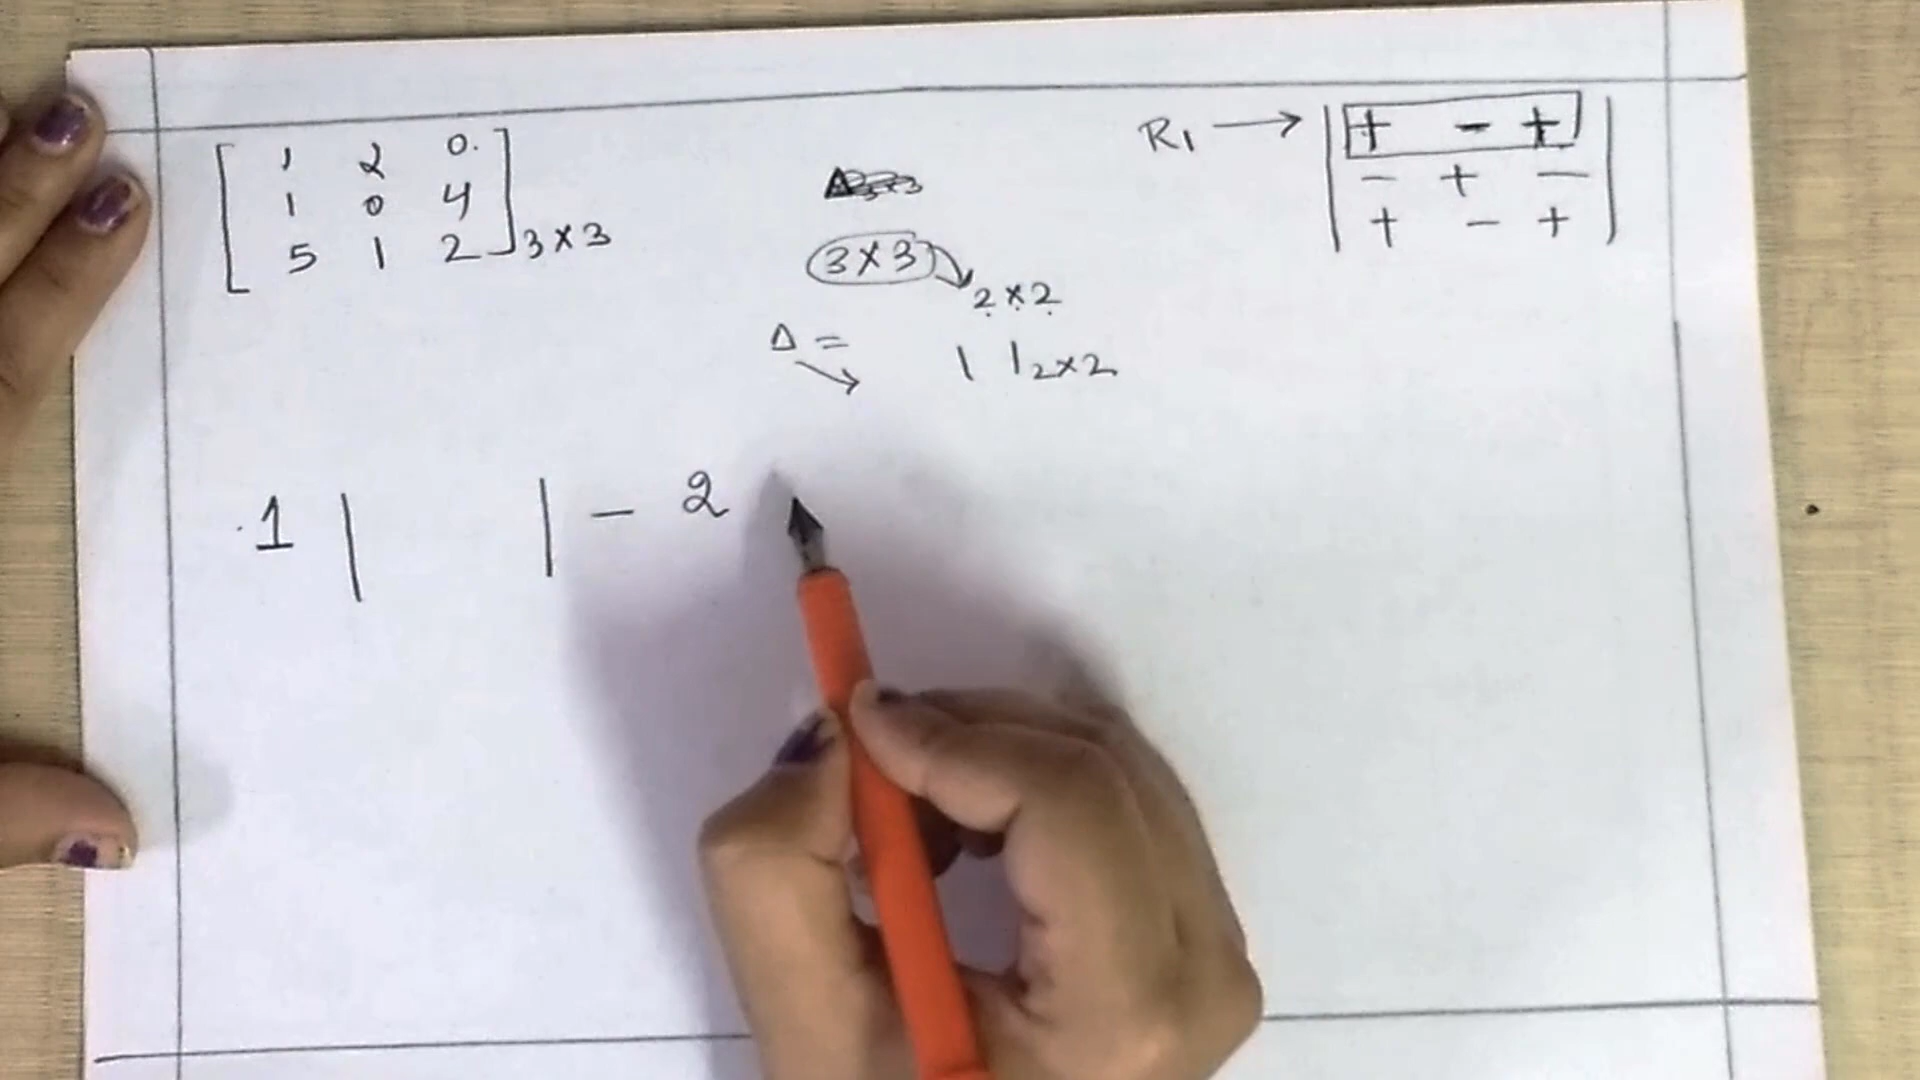 1 2 0.
1 0 4
5 1 2 3×3
3×3
2×2
Δ =
| |2×2
R1 → + - +
- + -
+ - +
1 | | - 2